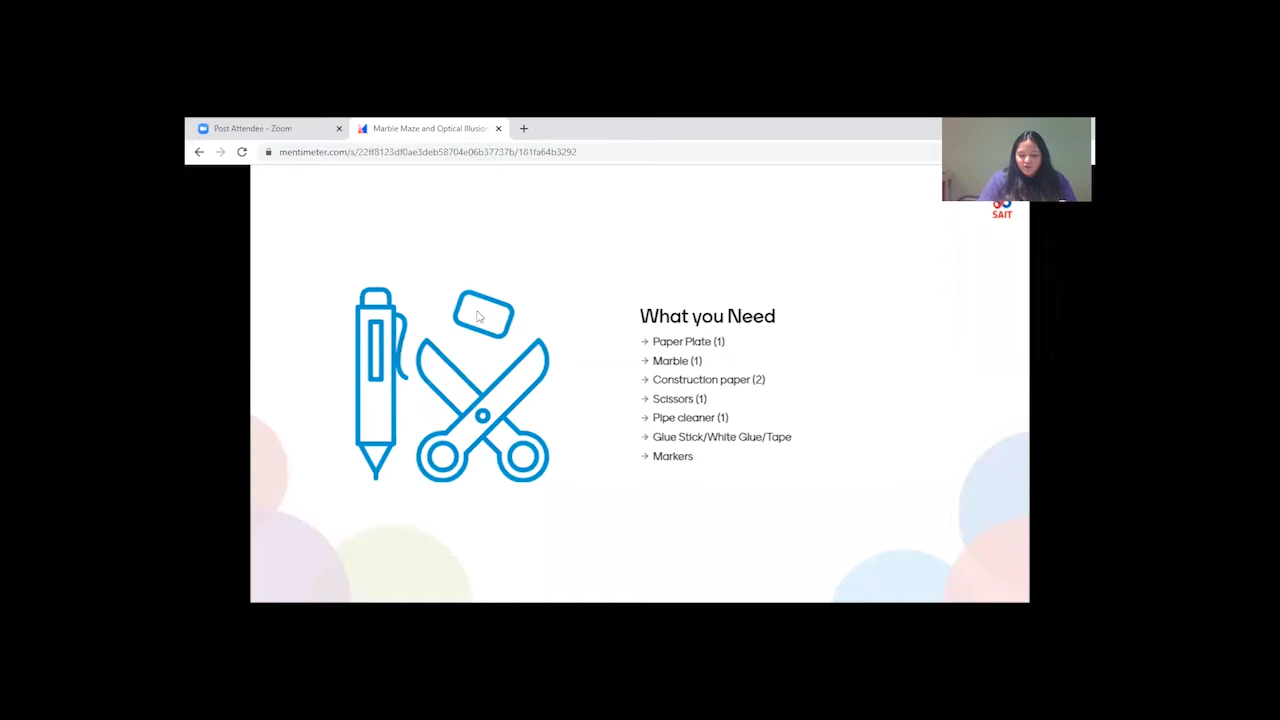 Post Attendee - Zoom
Marble Maze and Optical Illusion
mentimeter.com/s/22ff8123df0ae3deb58704e06b37737b/181fa64b3292
SAIT
What you Need
→ Paper Plate (1)
→ Marble (1)
→ Construction paper (2)
→ Scissors (1)
→ Pipe cleaner (1)
→ Glue Stick/White Glue/Tape
→ Markers